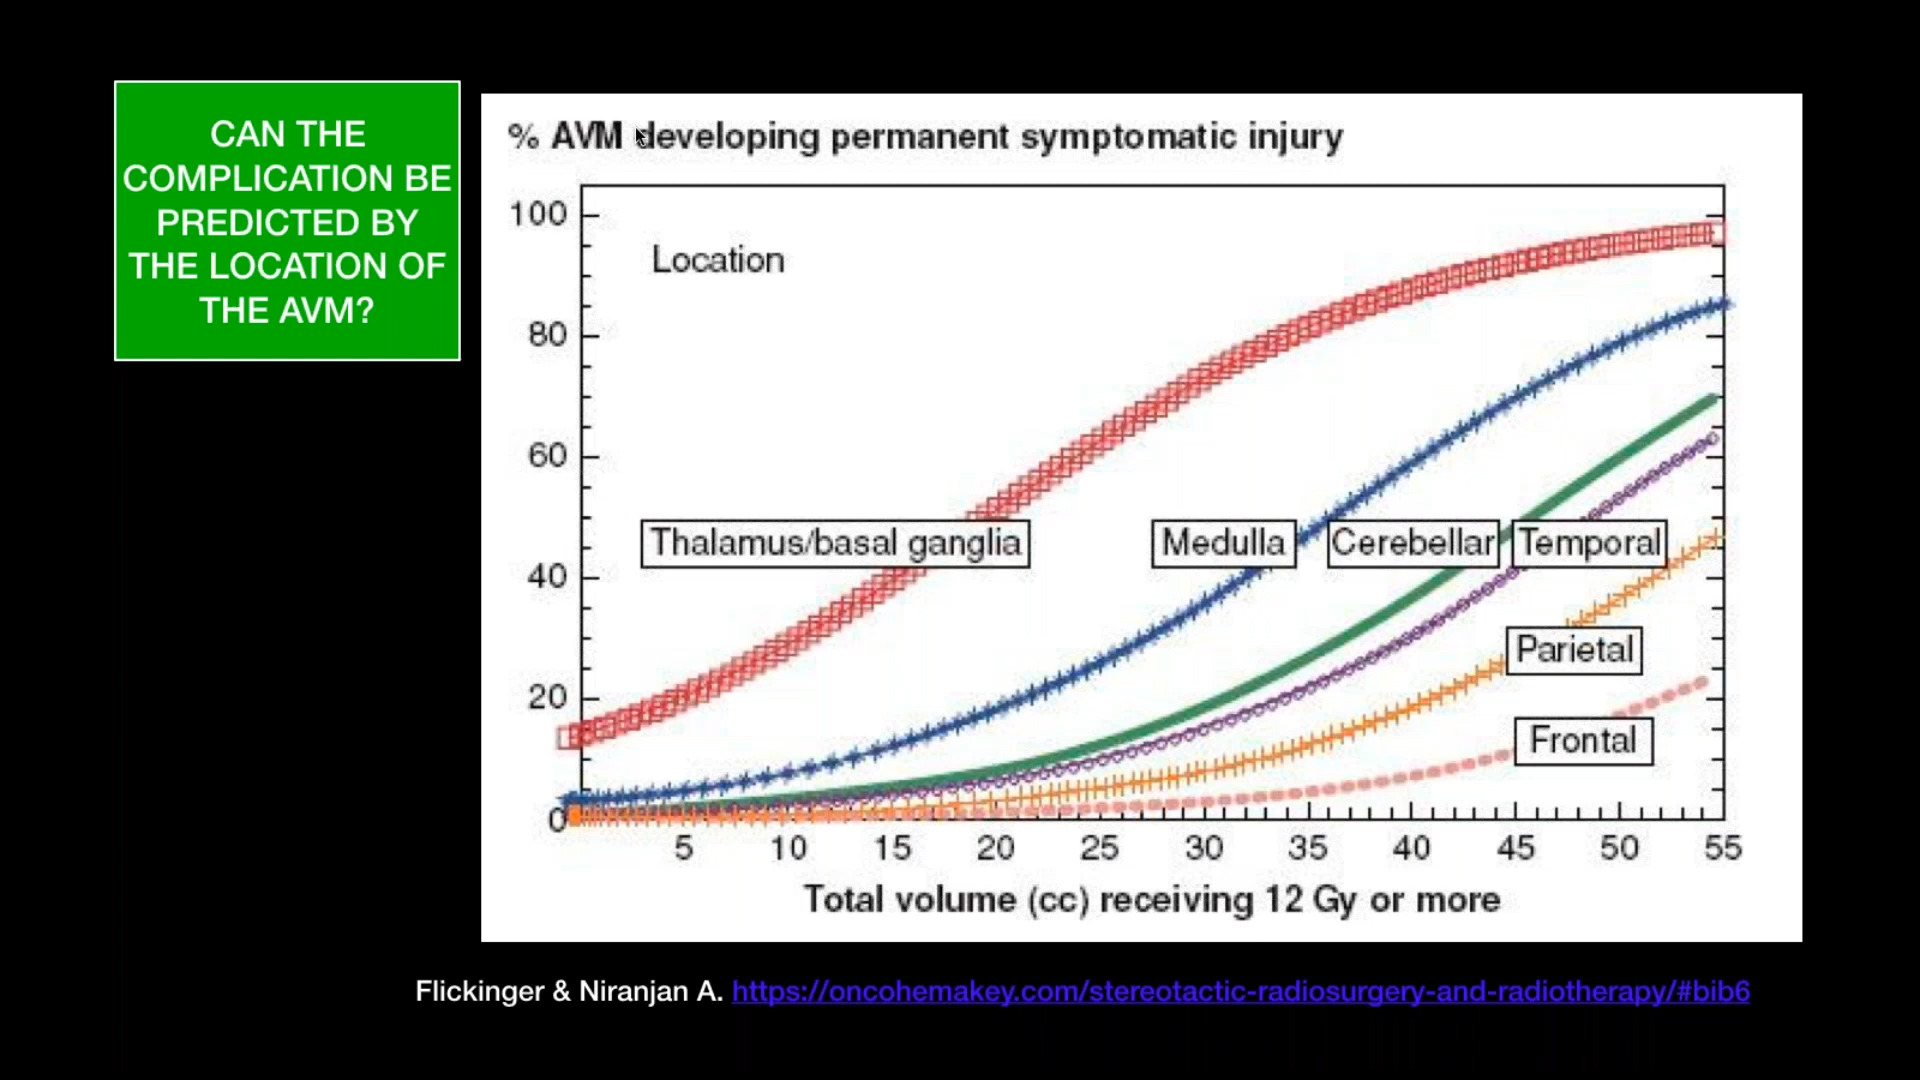 CAN THE
COMPLICATION BE
PREDICTED BY
THE LOCATION OF
THE AVM?
% AVM developing permanent symptomatic injury
100
80
60
40
20
0
Location
Thalamus/basal ganglia
Medulla
Cerebellar
Temporal
Parietal
Frontal
5 10 15 20 25 30 35 40 45 50 55
Total volume (cc) receiving 12 Gy or more
Flickinger & Niranjan A. https://oncohemakey.com/stereotactic-radiosurgery-and-radiotherapy/#bib6